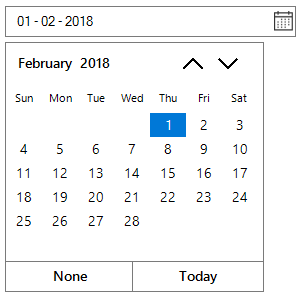 01 - 02 - 2018
February 2018
Sun Mon Tue Wed Thu Fri Sat
1 2 3
4 5 6 7 8 9 10
11 12 13 14 15 16 17
18 19 20 21 22 23 24
25 26 27 28
None Today